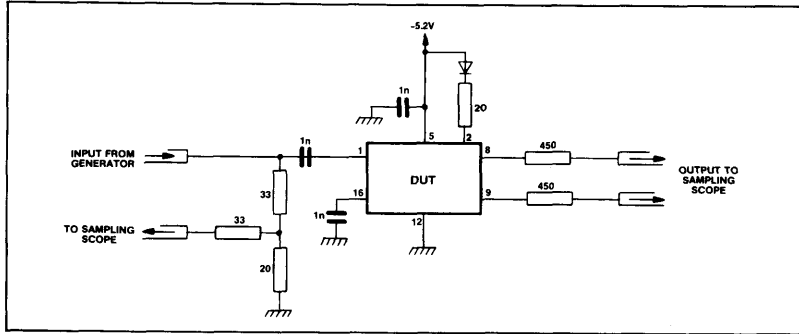 -5.2V
1n
20
5
2
INPUT FROM
GENERATOR
1n
1
8
450
OUTPUT TO
SAMPLING
SCOPE
DUT
33
16
9
450
1n
12
TO SAMPLING
SCOPE
33
20